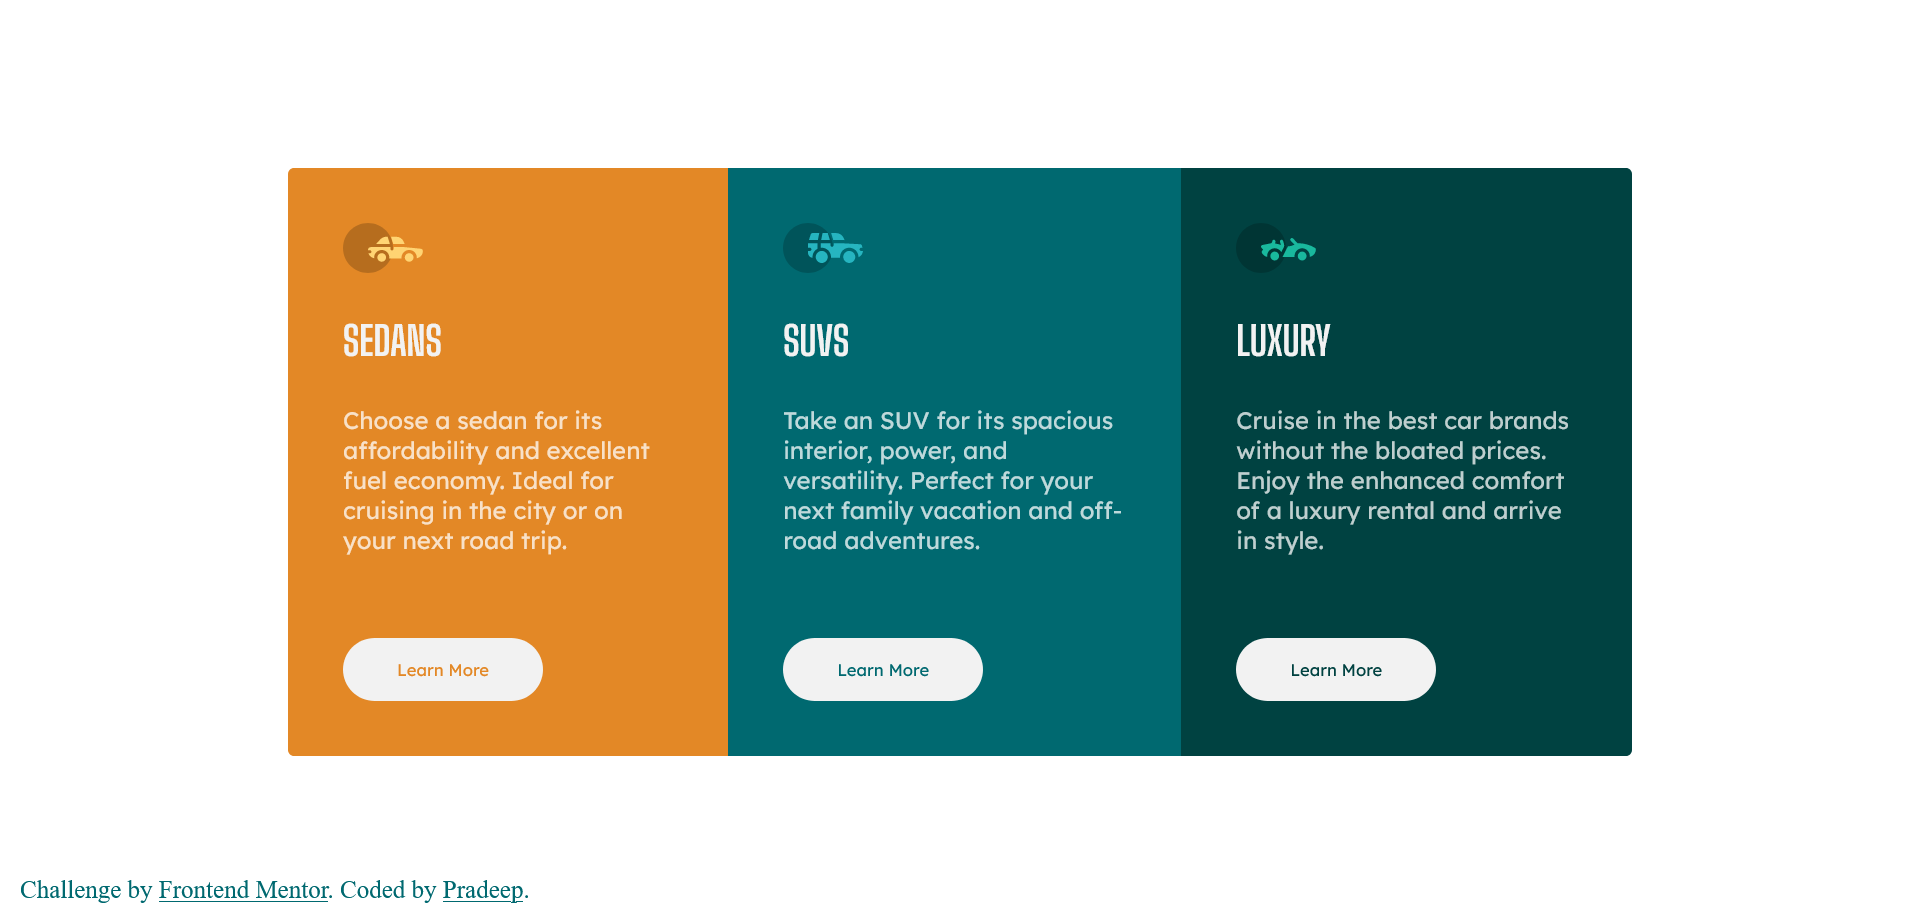 SEDANS
Choose a sedan for its
affordability and excellent
fuel economy. Ideal for
cruising in the city or on
your next road trip.
Learn More
SUVS
Take an SUV for its spacious
interior, power, and
versatility. Perfect for your
next family vacation and off-
road adventures.
Learn More
LUXURY
Cruise in the best car brands
without the bloated prices.
Enjoy the enhanced comfort
of a luxury rental and arrive
in style.
Learn More
Challenge by Frontend Mentor. Coded by Pradeep.